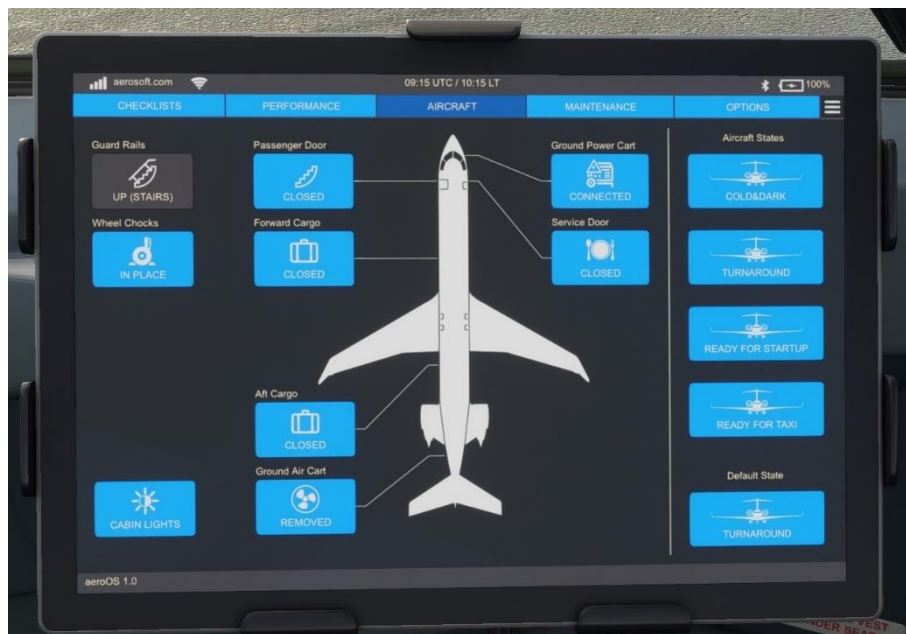 aerosoft.com
09:15 UTC / 10:15 LT
100%
CHECKLISTS
PERFORMANCE
AIRCRAFT
MAINTENANCE
OPTIONS
Guard Rails
UP (STAIRS)
Wheel Chocks
IN PLACE
CABIN LIGHTS
Passenger Door
CLOSED
Forward Cargo
CLOSED
Aft Cargo
CLOSED
Ground Air Cart
REMOVED
Ground Power Cart
CONNECTED
Service Door
CLOSED
Aircraft States
COLD&DARK
TURNAROUND
READY FOR STARTUP
READY FOR TAXI
Default State
TURNAROUND
aeroOS 1.0
VEST